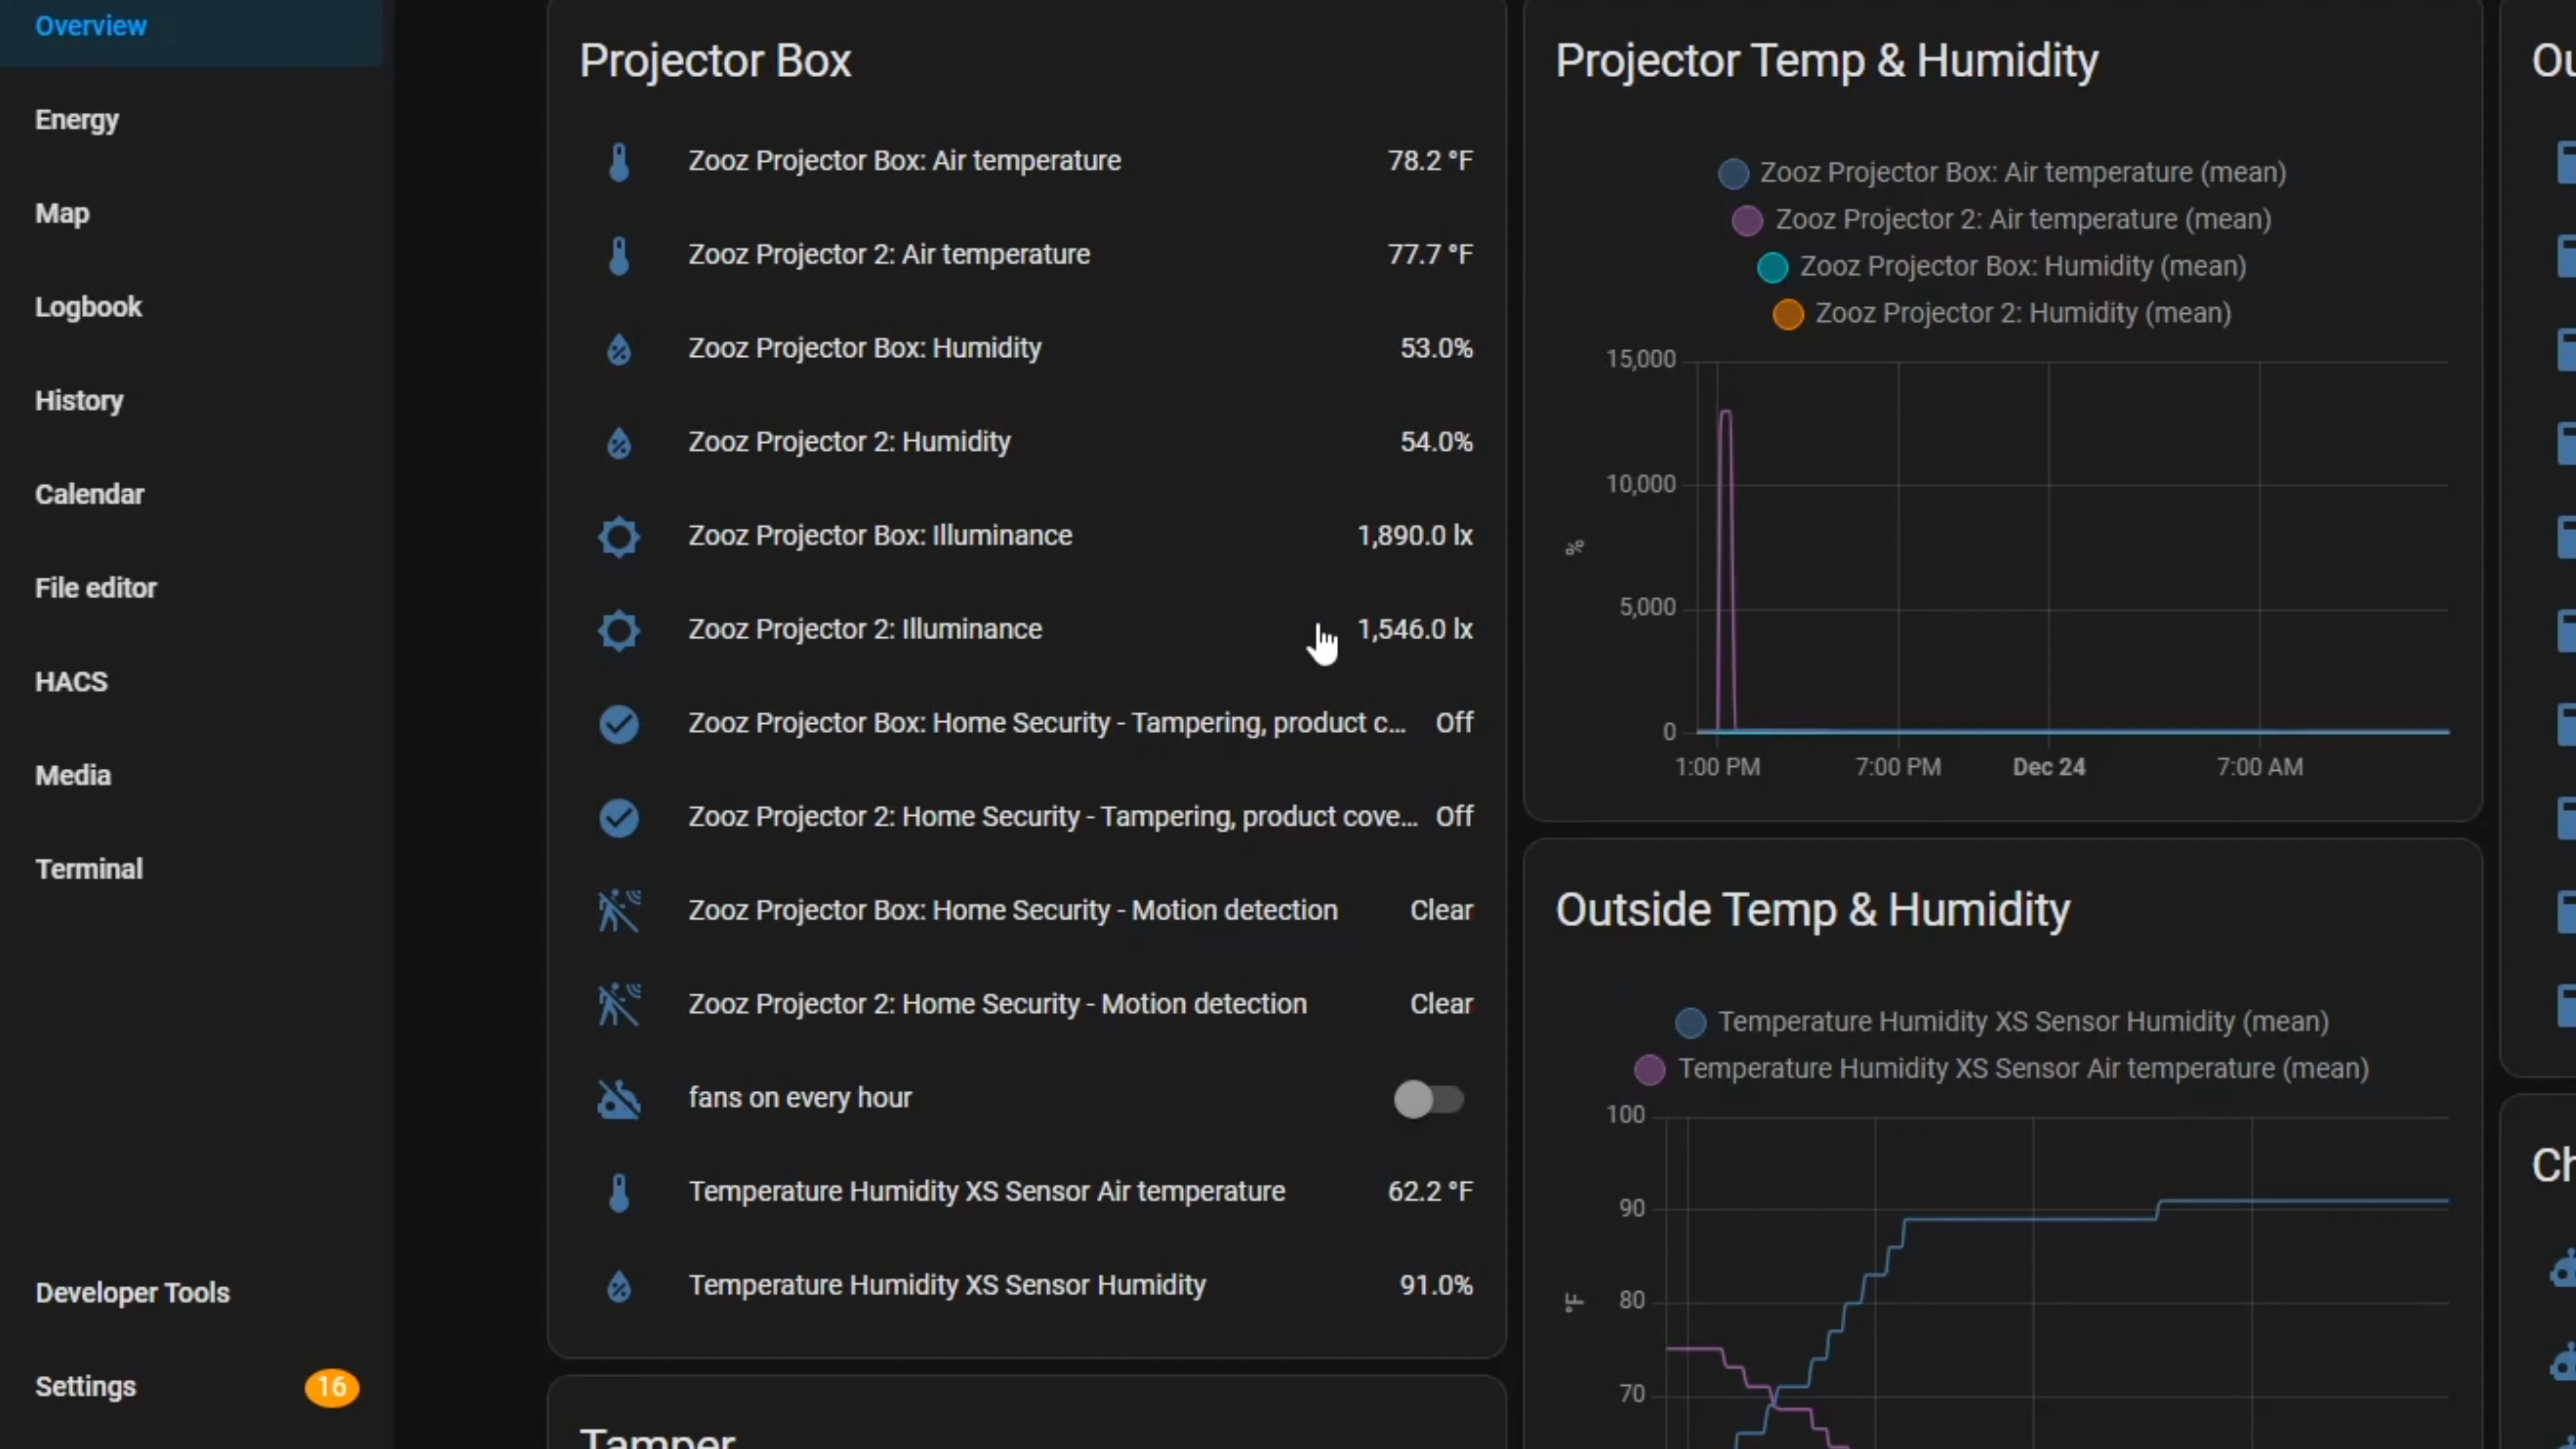 Overview
Energy
Map
Logbook
History
Calendar
File editor
HACS
Media
Terminal
Developer Tools
Settings 16
Projector Box
Zooz Projector Box: Air temperature 78.2 °F
Zooz Projector 2: Air temperature 77.7 °F
Zooz Projector Box: Humidity 53.0%
Zooz Projector 2: Humidity 54.0%
Zooz Projector Box: Illuminance 1,890.0 lx
Zooz Projector 2: Illuminance 1,546.0 lx
Zooz Projector Box: Home Security - Tampering, product c... Off
Zooz Projector 2: Home Security - Tampering, product cove... Off
Zooz Projector Box: Home Security - Motion detection Clear
Zooz Projector 2: Home Security - Motion detection Clear
fans on every hour
Temperature Humidity XS Sensor Air temperature 62.2 °F
Temperature Humidity XS Sensor Humidity 91.0%
Tamper
Projector Temp & Humidity
Zooz Projector Box: Air temperature (mean)
Zooz Projector 2: Air temperature (mean)
Zooz Projector Box: Humidity (mean)
Zooz Projector 2: Humidity (mean)
15,000
10,000
%
5,000
0
1:00 PM 7:00 PM Dec 24 7:00 AM
Outside Temp & Humidity
Temperature Humidity XS Sensor Humidity (mean)
Temperature Humidity XS Sensor Air temperature (mean)
100
90
°F
80
70
Ou
Ch